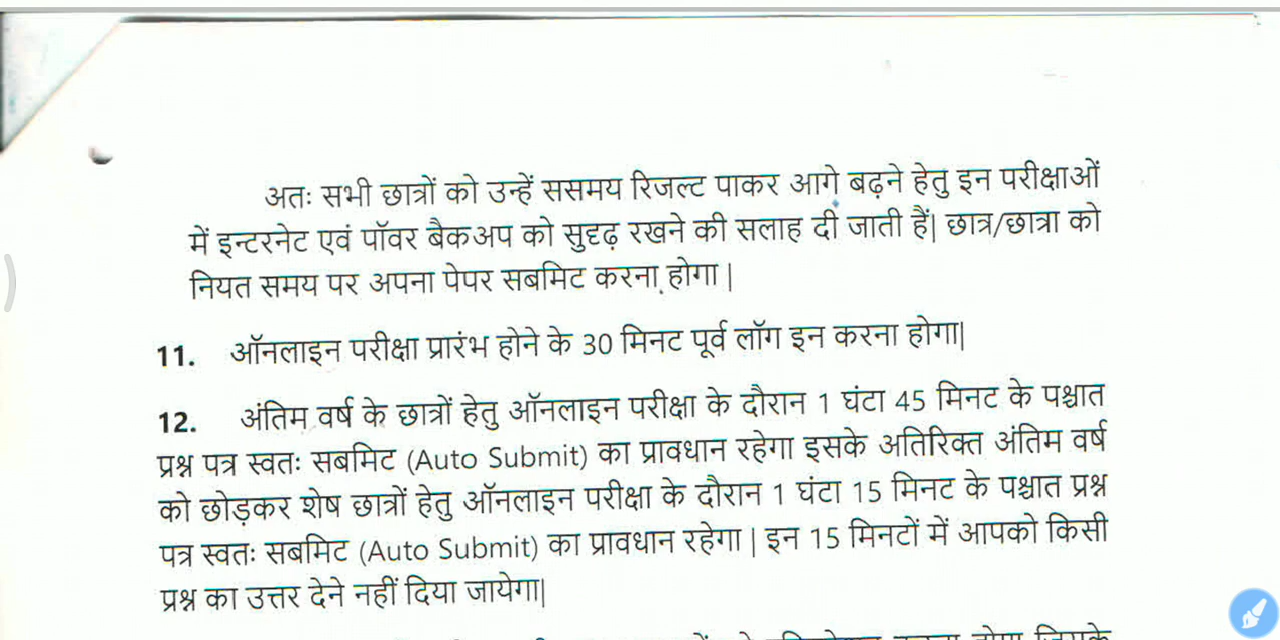 अतः सभी छात्रों को उन्हें ससमय रिजल्ट पाकर आगे बढ़ने हेतु इन परीक्षाओं
में इन्टरनेट एवं पॉवर बैकअप को सुदृढ़ रखने की सलाह दी जाती हैं| छात्र/छात्रा को
नियत समय पर अपना पेपर सबमिट करना होगा |
11. ऑनलाइन परीक्षा प्रारंभ होने के 30 मिनट पूर्व लॉग इन करना होगा|
12. अंतिम वर्ष के छात्रों हेतु ऑनलाइन परीक्षा के दौरान 1 घंटा 45 मिनट के पश्चात
प्रश्न पत्र स्वतः सबमिट (Auto Submit) का प्रावधान रहेगा इसके अतिरिक्त अंतिम वर्ष
को छोड़कर शेष छात्रों हेतु ऑनलाइन परीक्षा के दौरान 1 घंटा 15 मिनट के पश्चात प्रश्न
पत्र स्वतः सबमिट (Auto Submit) का प्रावधान रहेगा | इन 15 मिनटों में आपको किसी
प्रश्न का उत्तर देने नहीं दिया जायेगा|